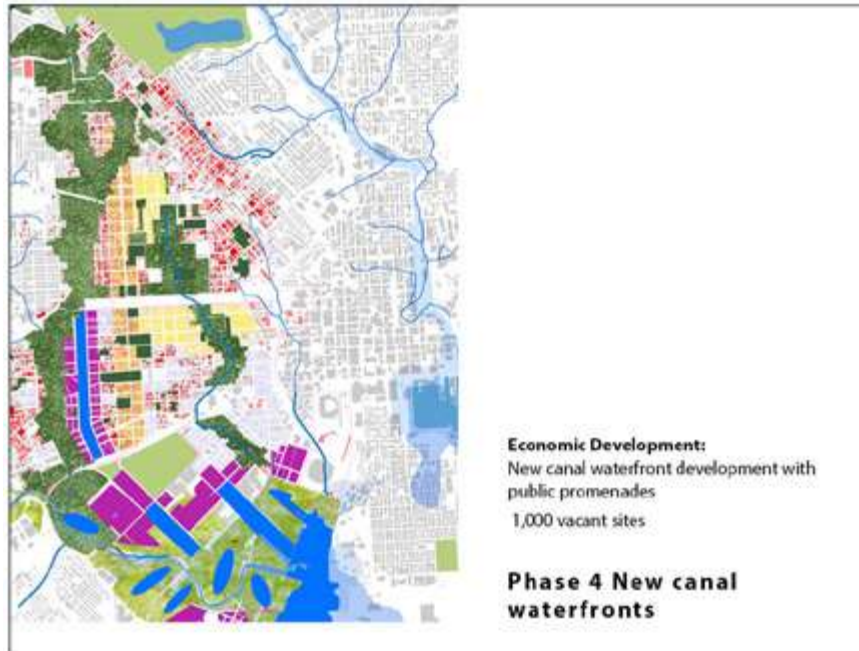 Economic Development:
New canal waterfront development with
public promenades
1,000 vacant sites
Phase 4 New canal
waterfronts